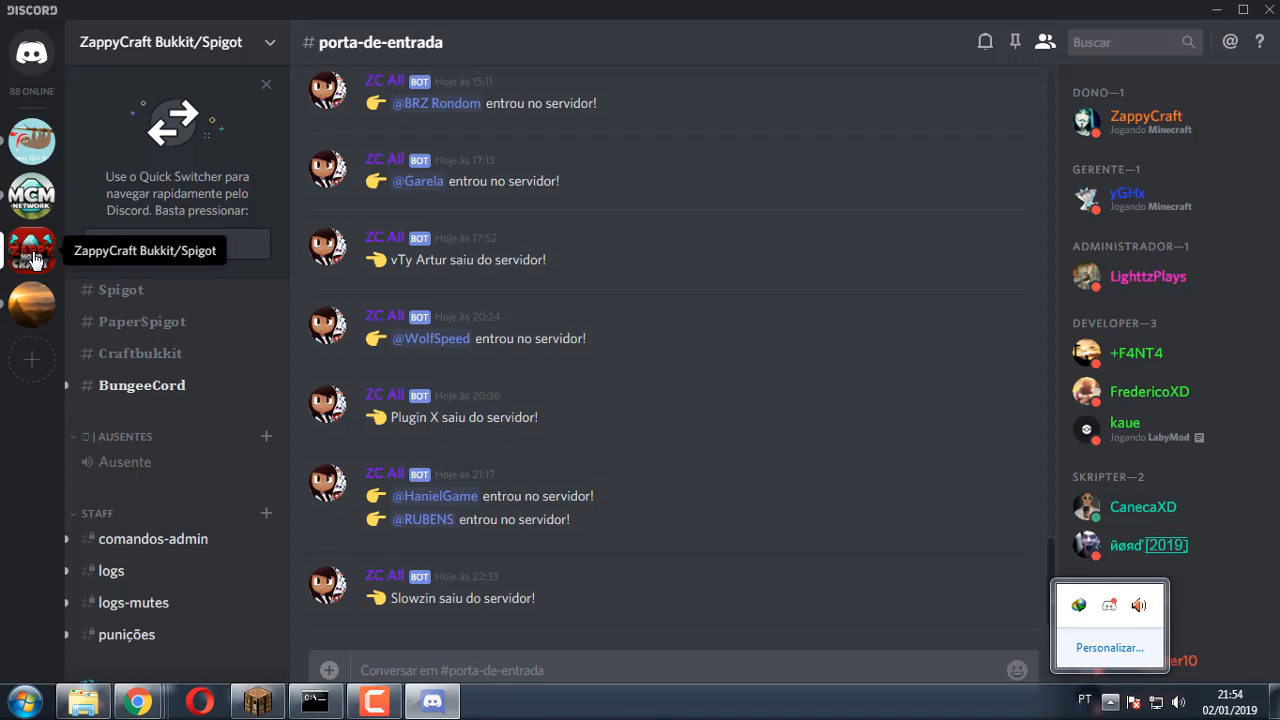 DISCORD
88 ONLINE
MCM
NETWORK
ZappyCraft Bukkit/Spigot
Use o Quick Switcher para
navegar rapidamente pelo
Discord. Basta pressionar:
ZappyCraft Bukkit/Spigot
# Spigot
# PaperSpigot
# Craftbukkit
# BungeeCord
| AUSENTES
Ausente
STAFF
# comandos-admin
# logs
# logs-mutes
# punições
# porta-de-entrada
Buscar
ZC All BOT Hoje às 15:11
👉 @BRZ Rondom entrou no servidor!
ZC All BOT Hoje às 17:13
👉 @Garela entrou no servidor!
ZC All BOT Hoje às 17:52
👈 vTy Artur saiu do servidor!
ZC All BOT Hoje às 20:24
👉 @WolfSpeed entrou no servidor!
ZC All BOT Hoje às 20:36
👈 Plugin X saiu do servidor!
ZC All BOT Hoje às 21:17
👉 @HanielGame entrou no servidor!
👉 @RUBENS entrou no servidor!
ZC All BOT Hoje às 22:33
👈 Slowzin saiu do servidor!
Conversar em #porta-de-entrada
DONO—1
ZappyCraft
Jogando Minecraft
GERENTE—1
yGHx
Jogando Minecraft
ADMINISTRADOR—1
LighttzPlays
DEVELOPER—3
+F4NT4
FredericoXD
kaue
Jogando LabyMod
SKRIPTER—2
CanecaXD
йøяď [2019]
Personalizar...
er10
PT
21:54
02/01/2019